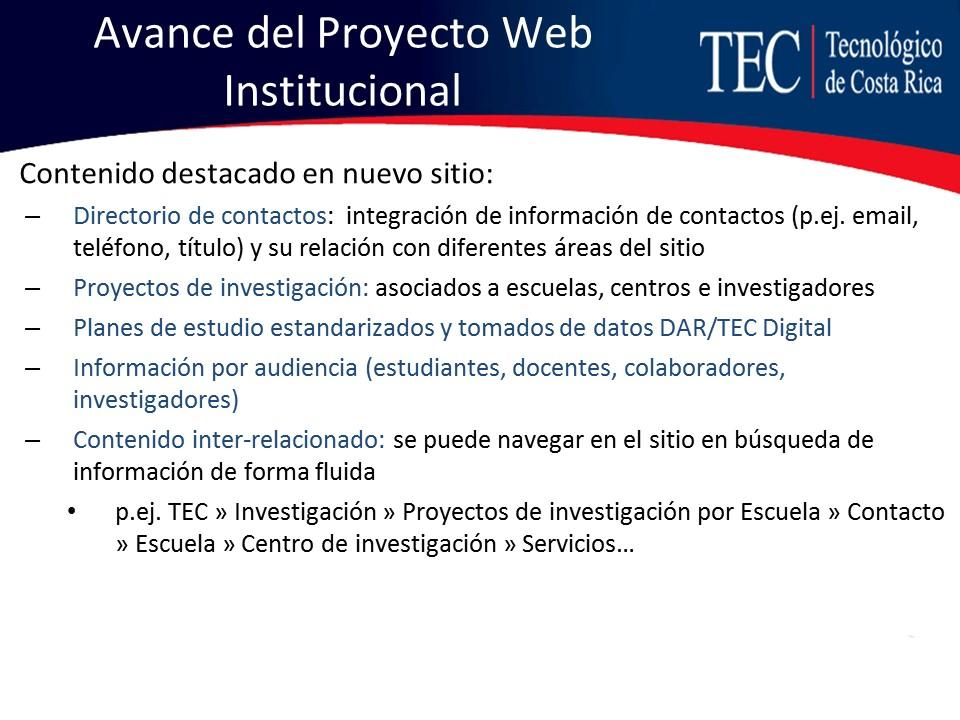 Avance del Proyecto Web
Institucional
TEC
Tecnológico
de Costa Rica
Contenido destacado en nuevo sitio:
– Directorio de contactos:  integración de información de contactos (p.ej. email,
teléfono, título) y su relación con diferentes áreas del sitio
– Proyectos de investigación: asociados a escuelas, centros e investigadores
– Planes de estudio estandarizados y tomados de datos DAR/TEC Digital
– Información por audiencia (estudiantes, docentes, colaboradores,
investigadores)
– Contenido inter-relacionado: se puede navegar en el sitio en búsqueda de
información de forma fluida
• p.ej. TEC » Investigación » Proyectos de investigación por Escuela » Contacto
» Escuela » Centro de investigación » Servicios…